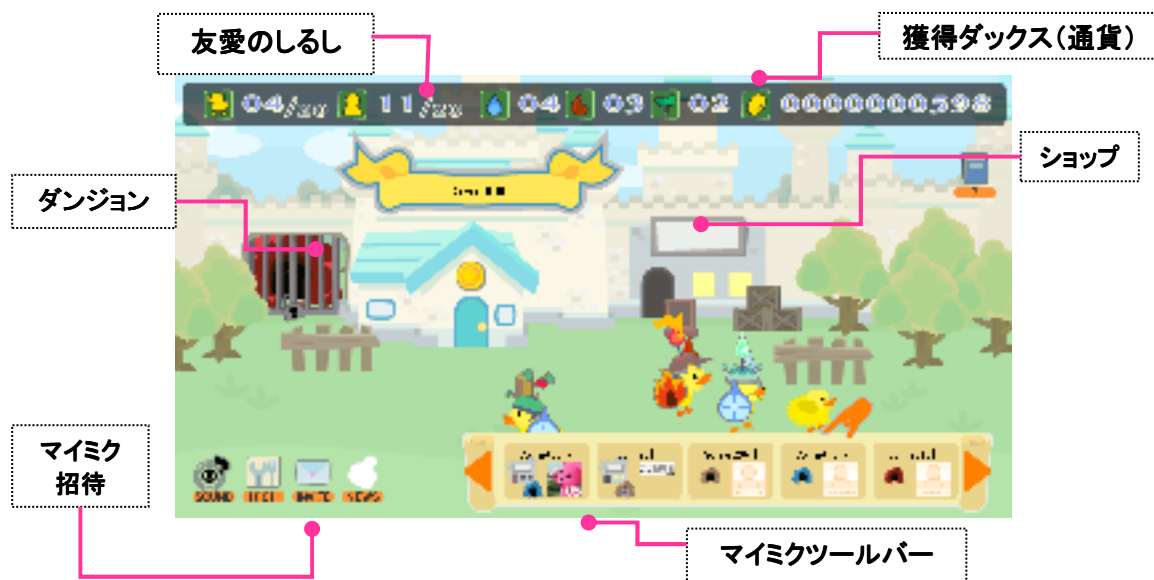 友愛のしるし
獲得ダックス（通貨）
04/20 11/20 04 03 02 0000000398
ショップ
ダンジョン
マイミク
招待
SOUND INVITE NEWS
マイミクツールバー